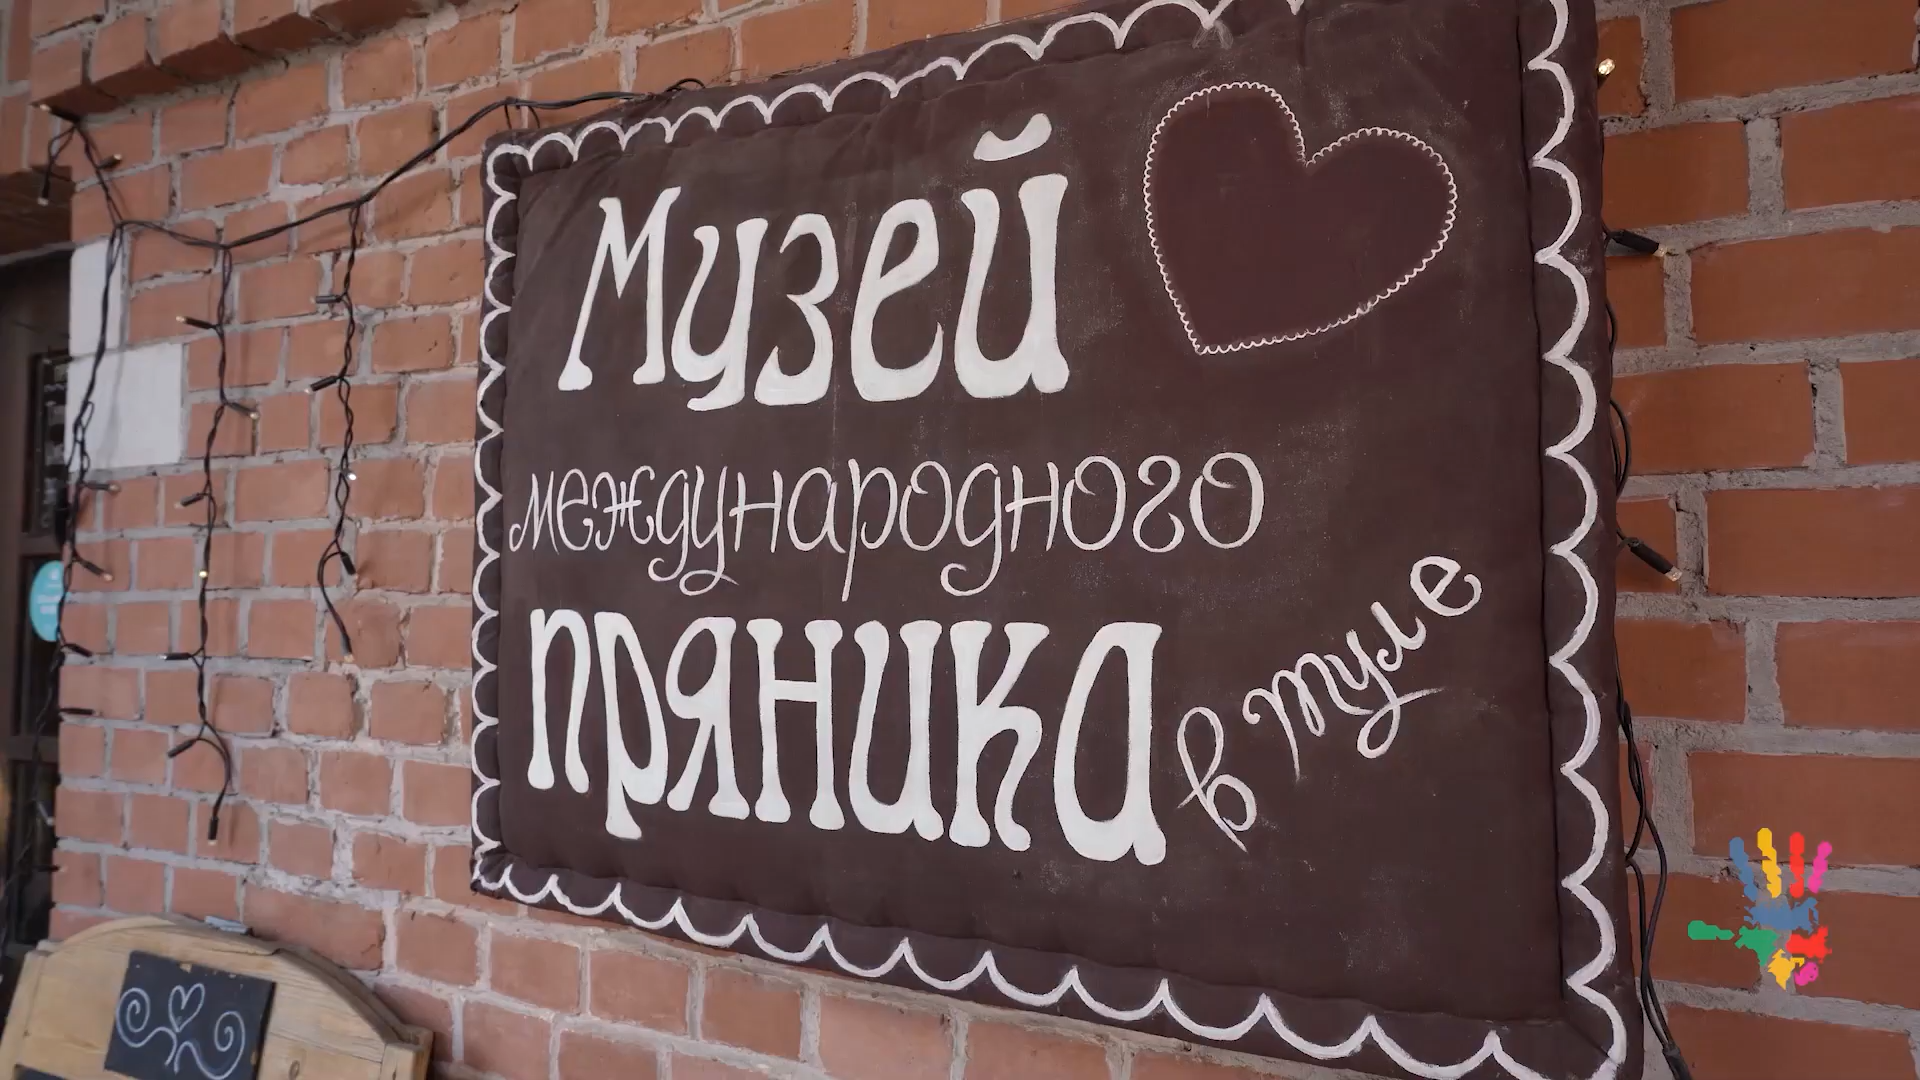 Музей
международного
пряника
в туле